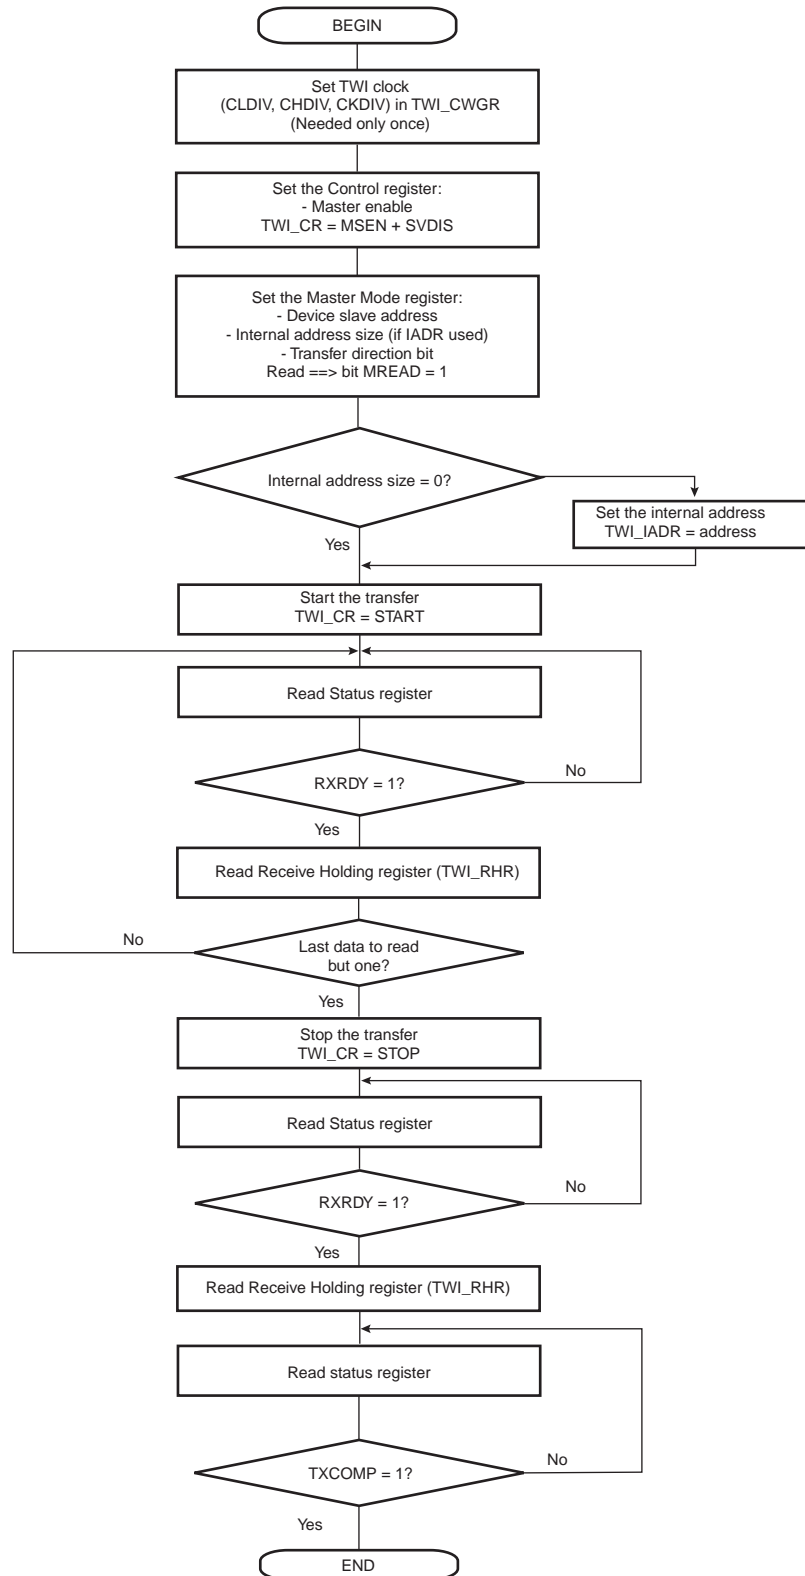 BEGIN
Set TWI clock
(CLDIV, CHDIV, CKDIV) in TWI_CWGR
(Needed only once)
Set the Control register:
- Master enable
TWI_CR = MSEN + SVDIS
Set the Master Mode register:
- Device slave address
- Internal address size (if IADR used)
- Transfer direction bit
Read ==> bit MREAD = 1
Internal address size = 0?
Set the internal address
TWI_IADR = address
Yes
Start the transfer
TWI_CR = START
Read Status register
RXRDY = 1?
No
Yes
Read Receive Holding register (TWI_RHR)
No
Last data to read
but one?
Yes
Stop the transfer
TWI_CR = STOP
Read Status register
RXRDY = 1?
No
Yes
Read Receive Holding register (TWI_RHR)
Read status register
TXCOMP = 1?
No
Yes
END